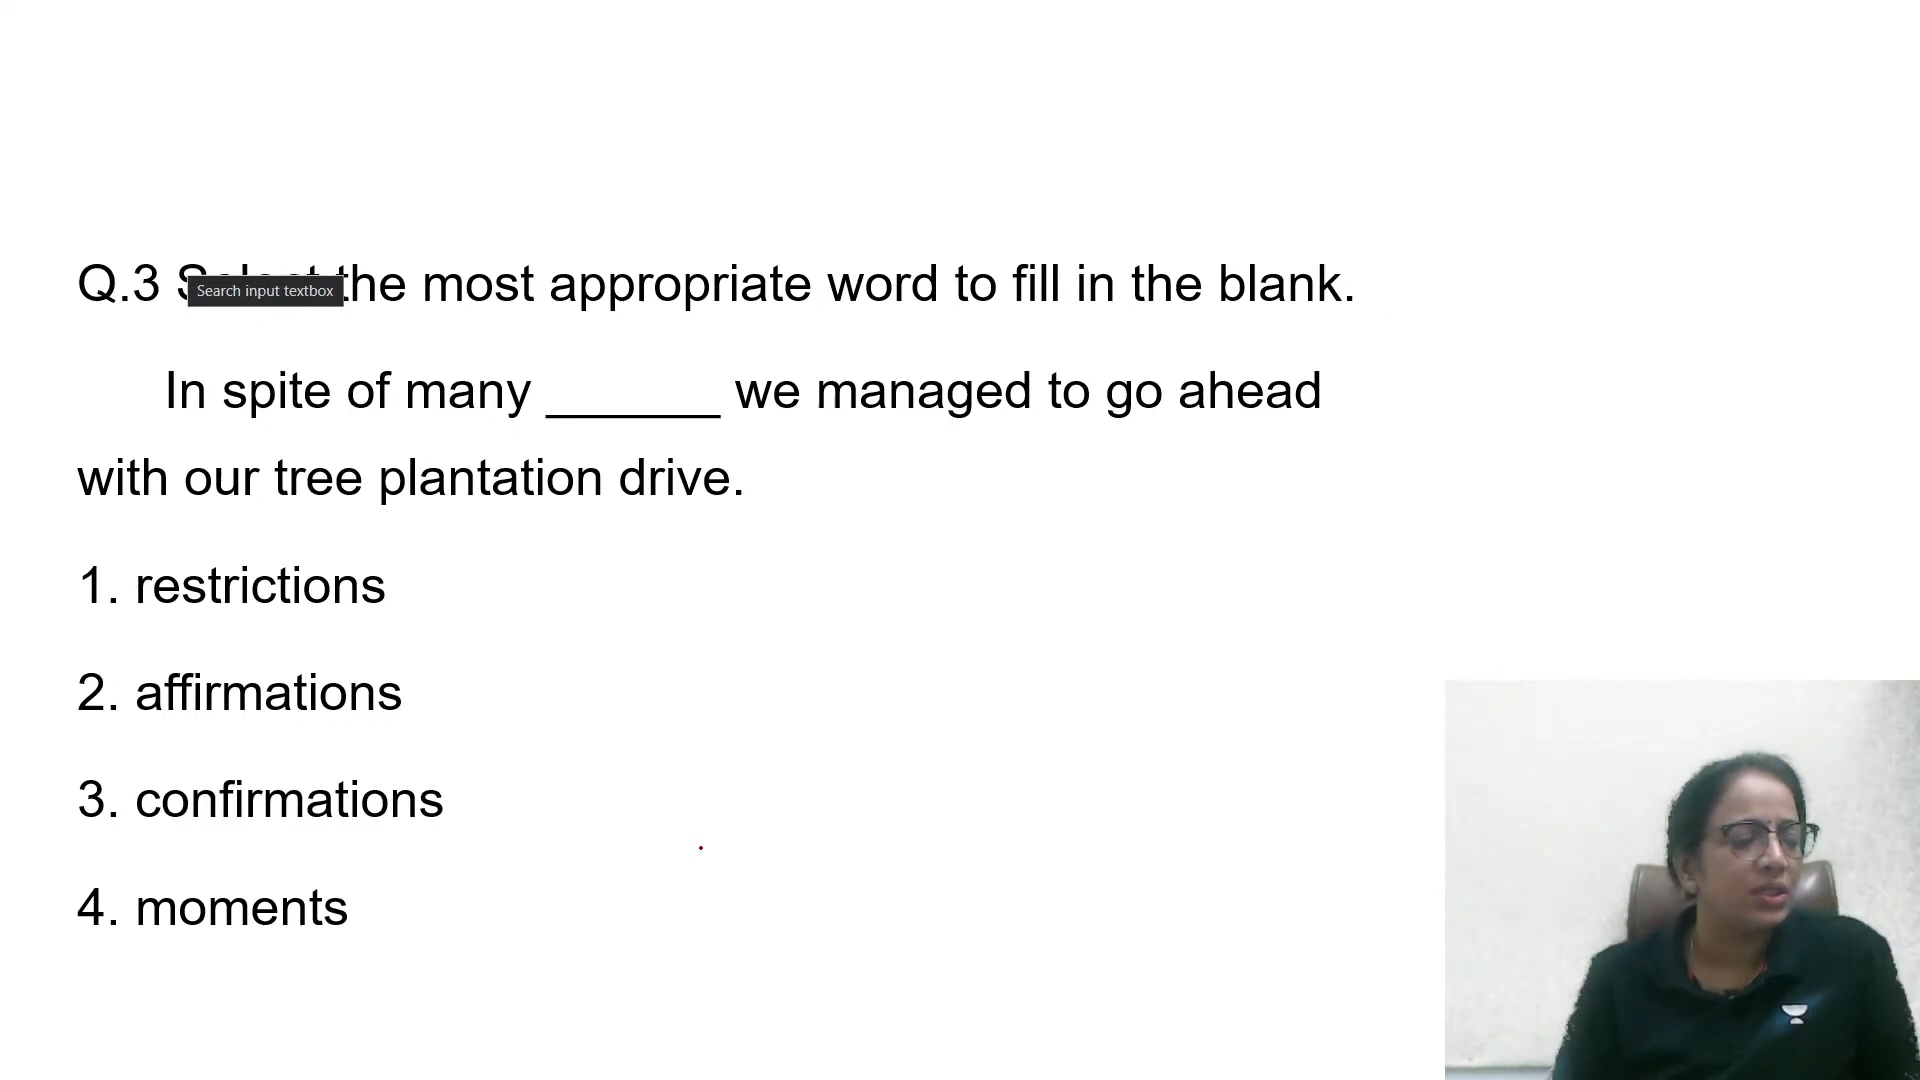 Q.3 the most appropriate word to fill in the blank.
Search input textbox
In spite of many ______ we managed to go ahead
with our tree plantation drive.
1. restrictions
2. affirmations
3. confirmations
4. moments